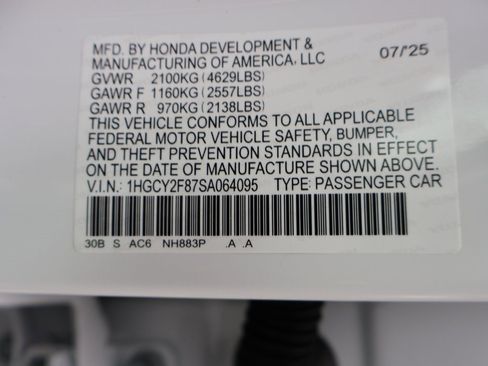 MFD. BY HONDA DEVELOPMENT &
MANUFACTURING OF AMERICA, LLC 07/'25
GVWR 2100KG (4629LBS)
GAWR F 1160KG (2557LBS)
GAWR R 970KG (2138LBS)
THIS VEHICLE CONFORMS TO ALL APPLICABLE
FEDERAL MOTOR VEHICLE SAFETY, BUMPER,
AND THEFT PREVENTION STANDARDS IN EFFECT
ON THE DATE OF MANUFACTURE SHOWN ABOVE.
V.I.N.: 1HGCY2F87SA064095 TYPE: PASSENGER CAR
30B S AC6 NH883P .A .A